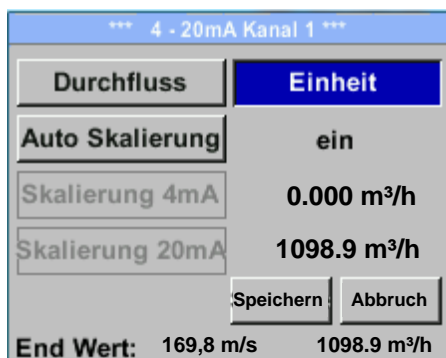 *** 4 - 20mA Kanal 1 ***
Durchfluss Einheit
Auto Skalierung ein
Skalierung 4mA 0.000 m³/h
Skalierung 20mA 1098.9 m³/h
Speichern Abbruch
End Wert: 169,8 m/s 1098.9 m³/h